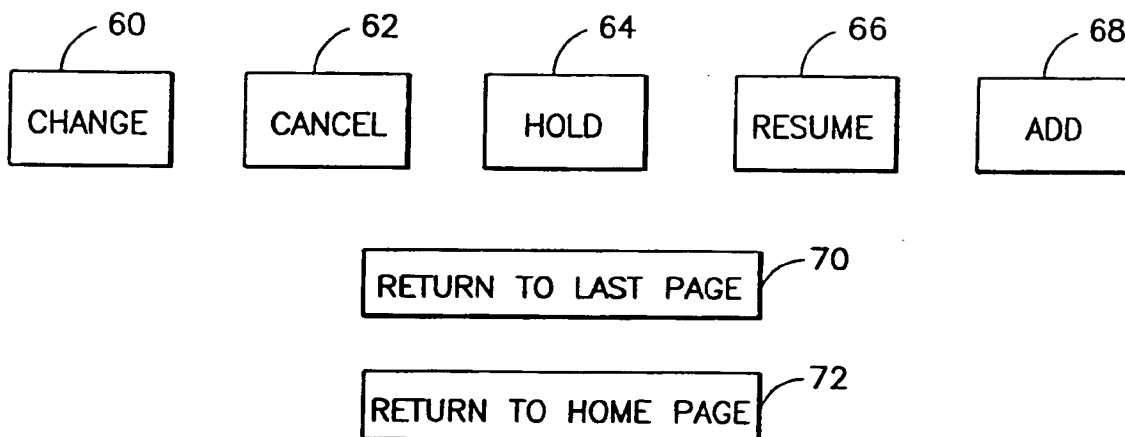 60 62 64 66 68
CHANGE CANCEL HOLD RESUME ADD
70
RETURN TO LAST PAGE
72
RETURN TO HOME PAGE